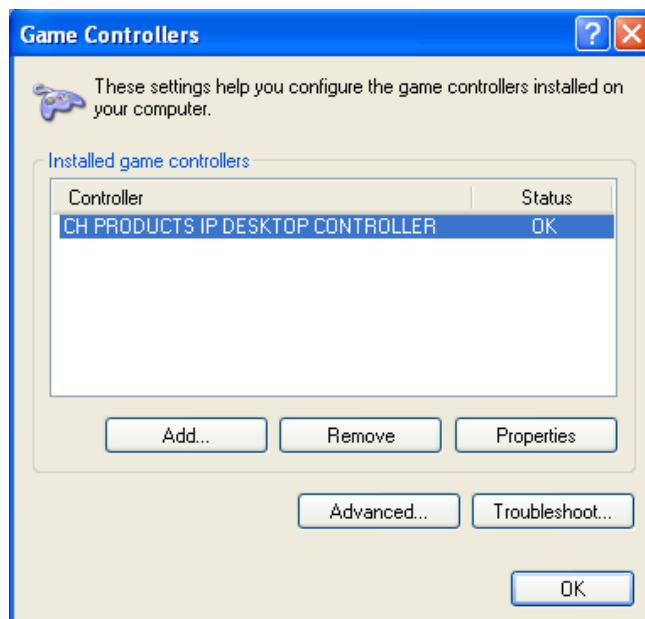 Game Controllers
?
These settings help you configure the game controllers installed on
your computer.
Installed game controllers
Controller Status
CH PRODUCTS IP DESKTOP CONTROLLER OK
Add... Remove Properties
Advanced... Troubleshoot...
OK